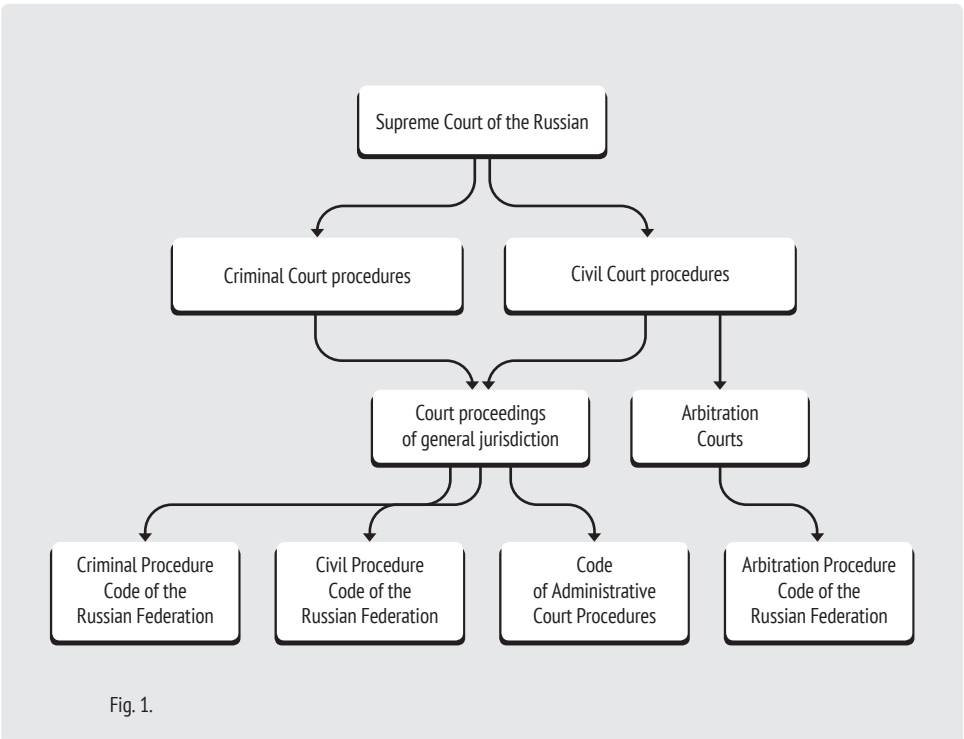 Supreme Court of the Russian
Criminal Court procedures
Civil Court procedures
Court proceedings
of general jurisdiction
Arbitration
Courts
Criminal Procedure
Code of the
Russian Federation
Civil Procedure
Code of the
Russian Federation
Code
of Administrative
Court Procedures
Arbitration Procedure
Code of the
Russian Federation
Fig. 1.